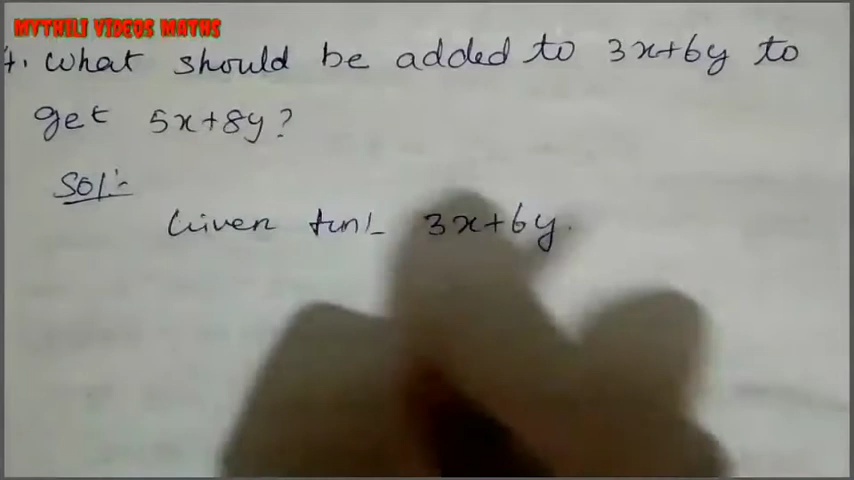 MYTHILI VIDEOS MATHS
4. What should be added to 3x+6y to
get 5x+8y?
Sol:-
Given 3x+6y.